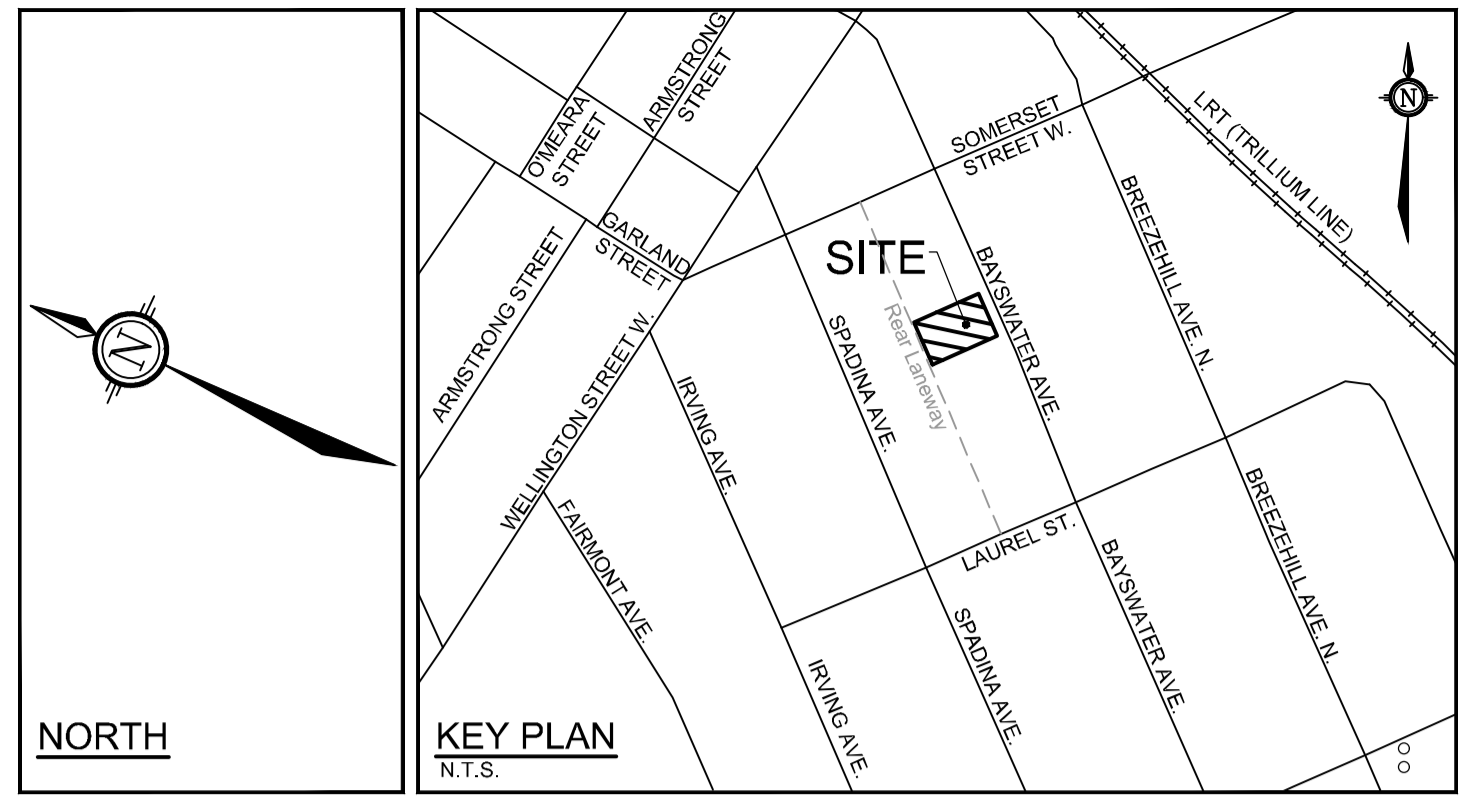 N
NORTH
ARMSTRONG
STREET
O'MEARA
STREET
GARLAND
STREET
ARMSTRONG STREET
WELLINGTON STREET W.
SOMERSET
STREET W.
LRT (TRILLIUM LINE)
N
BREEZEHILL AVE. N.
SITE
BAYSWATER AVE.
Rear Laneway
SPADINA AVE.
IRVING AVE.
FAIRMONT AVE.
LAUREL ST.
BREEZEHILL AVE. N.
BAYSWATER AVE.
SPADINA AVE.
IRVING AVE.
KEY PLAN
N.T.S.